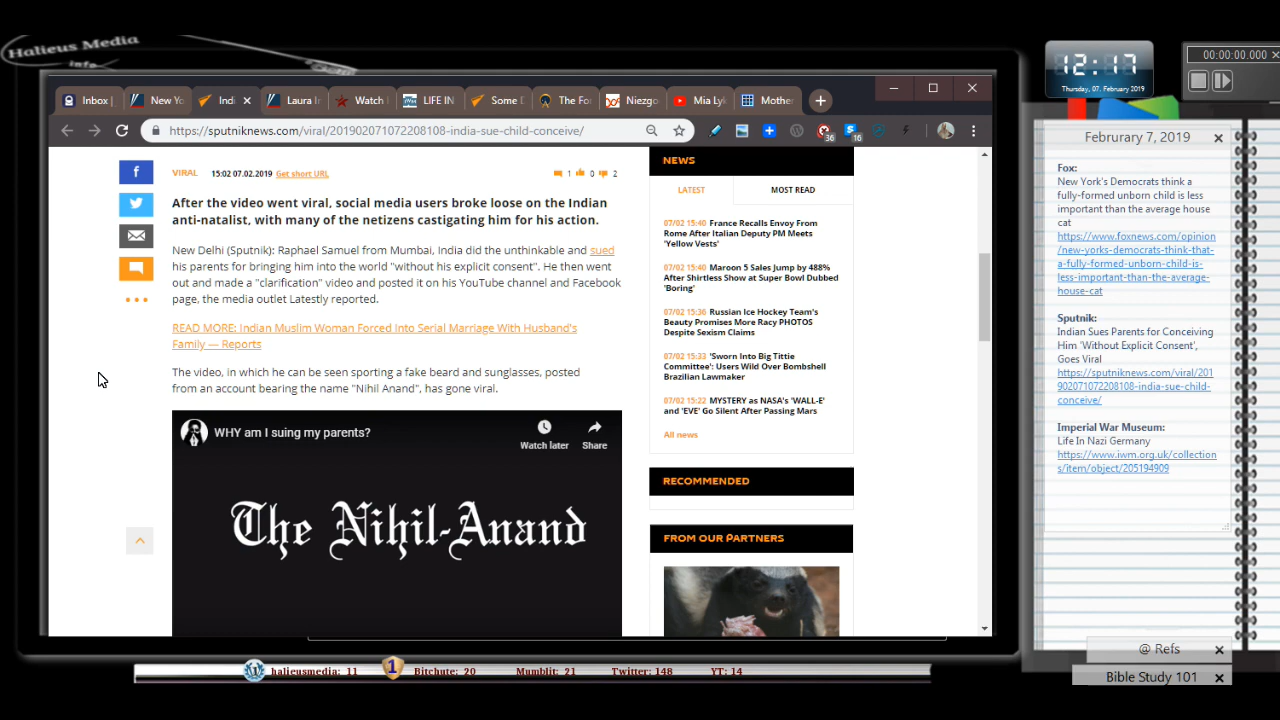 Halieus Media
info
Inbox |
New Yo
Indi
Laura In
Watch
LIFE IN
Some D
The Fo
Niezgo
Mia Lyk
Mothe
https://sputniknews.com/viral/201902071072208108-india-sue-child-conceive/
36
16
VIRAL 15:02 07.02.2019 Get short URL
1 0 2
After the video went viral, social media users broke loose on the Indian
anti-natalist, with many of the netizens castigating him for his action.
New Delhi (Sputnik): Raphael Samuel from Mumbai, India did the unthinkable and sued
his parents for bringing him into the world "without his explicit consent". He then went
out and made a "clarification" video and posted it on his YouTube channel and Facebook
page, the media outlet Latestly reported.
READ MORE: Indian Muslim Woman Forced Into Serial Marriage With Husband's
Family — Reports
The video, in which he can be seen sporting a fake beard and sunglasses, posted
from an account bearing the name "Nihil Anand", has gone viral.
WHY am I suing my parents?
Watch later
Share
The Nihil-Anand
NEWS
LATEST
MOST READ
07/02 15:40 France Recalls Envoy From
Rome After Italian Deputy PM Meets
'Yellow Vests'
07/02 15:40 Maroon 5 Sales Jump by 488%
After Shirtless Show at Super Bowl Dubbed
'Boring'
07/02 15:36 Russian Ice Hockey Team's
Beauty Promises More Racy PHOTOS
Despite Sexism Claims
07/02 15:33 'Sworn Into Big Tittie
Committee': Users Wild Over Bombshell
Brazilian Lawmaker
07/02 15:22 MYSTERY as NASA's 'WALL-E'
and 'EVE' Go Silent After Passing Mars
All news
RECOMMENDED
FROM OUR PARTNERS
12:17
Thursday, 07. February 2019
00:00:00.000
Februrary 7, 2019
Fox:
New York's Democrats think a
fully-formed unborn child is less
important than the average house
cat
https://www.foxnews.com/opinion
/new-yorks-democrats-think-that-
a-fully-formed-unborn-child-is-
less-important-than-the-average-
house-cat
Sputnik:
Indian Sues Parents for Conceiving
Him 'Without Explicit Consent',
Goes Viral
https://sputniknews.com/viral/201
902071072208108-india-sue-child-
conceive/
Imperial War Museum:
Life In Nazi Germany
https://www.iwm.org.uk/collection
s/item/object/205194909
@ Refs
Bible Study 101
halieusmedia: 11
1
Bitchute: 20
Mumblit: 21
Twitter: 148
YT: 14